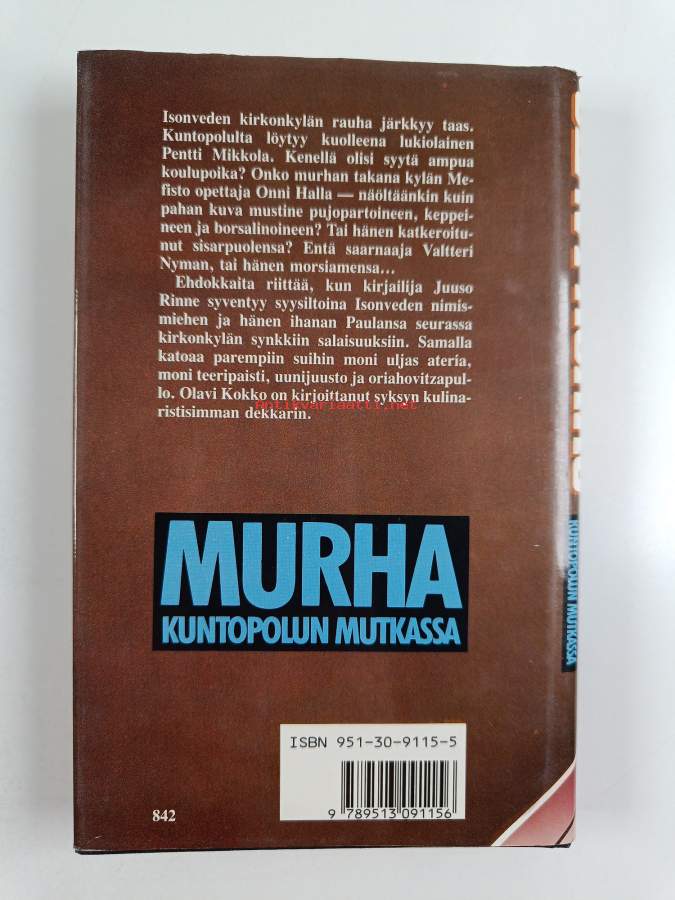 Isonveden kirkonkylän rauha järkkyy taas.
Kuntopolulta löytyy kuolleena lukiolainen
Pentti Mikkola. Kenellä olisi syytä ampua
koulupoika? Onko murhan takana kylän Me-
fisto opettaja Onni Halla — näöltäänkin kuin
pahan kuva mustine pujopartoineen, keppei-
neen ja borsalinoineen? Tai hänen katkeroitu-
nut sisarpuolensa? Entä saarnaaja Valtteri
Nyman, tai hänen morsiamensa...
Ehdokkaita riittää, kun kirjailija Juuso
Rinne syventyy syysiltoina Isonveden nimis-
miehen ja hänen ihanan Paulansa seurassa
kirkonkylän synkkiin salaisuuksiin. Samalla
katoaa parempiin suihin moni uljas ateria,
moni teeripaisti, uunijuusto ja oriahovitzapul-
lo. Olavi Kokko on kirjoittanut syksyn kulina-
ristisimman dekkarin.
Antikvariaatti.net
MURHA
KUNTOPOLUN MUTKASSA
KUNTOPOLUN MUTKASSA
ISBN 951-30-9115-5
9 789513 091156
842